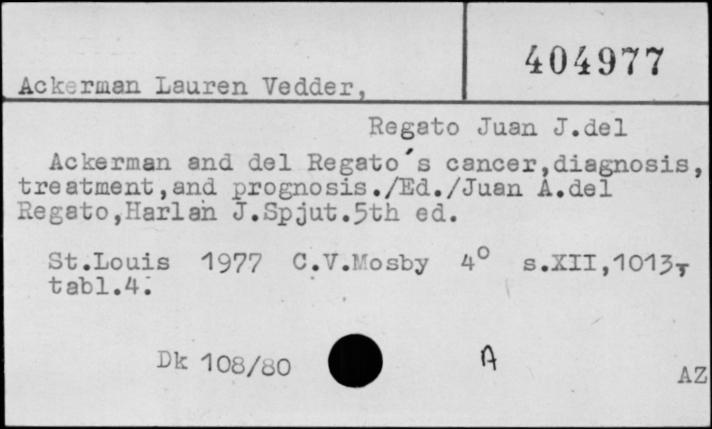 404977
Ackerman Lauren Vedder,
Regato Juan J.del
Ackerman and del Regato´s cancer,diagnosis,
treatment,and prognosis./Ed./Juan A.del
Regato,Harlan J.Spjut.5th ed.
St.Louis 1977 C.V.Mosby 4° s.XII,1013,
tabl.4.
Dk 108/80 A
AZ